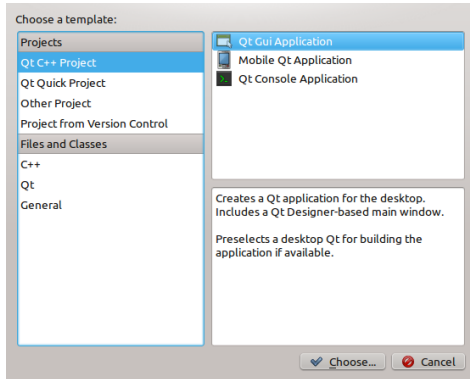 Choose a template:
Projects
Qt C++ Project
Qt Quick Project
Other Project
Project from Version Control
Files and Classes
C++
Qt
General
Qt Gui Application
Mobile Qt Application
Qt Console Application
Creates a Qt application for the desktop.
Includes a Qt Designer-based main window.
Preselects a desktop Qt for building the
application if available.
Choose...
Cancel